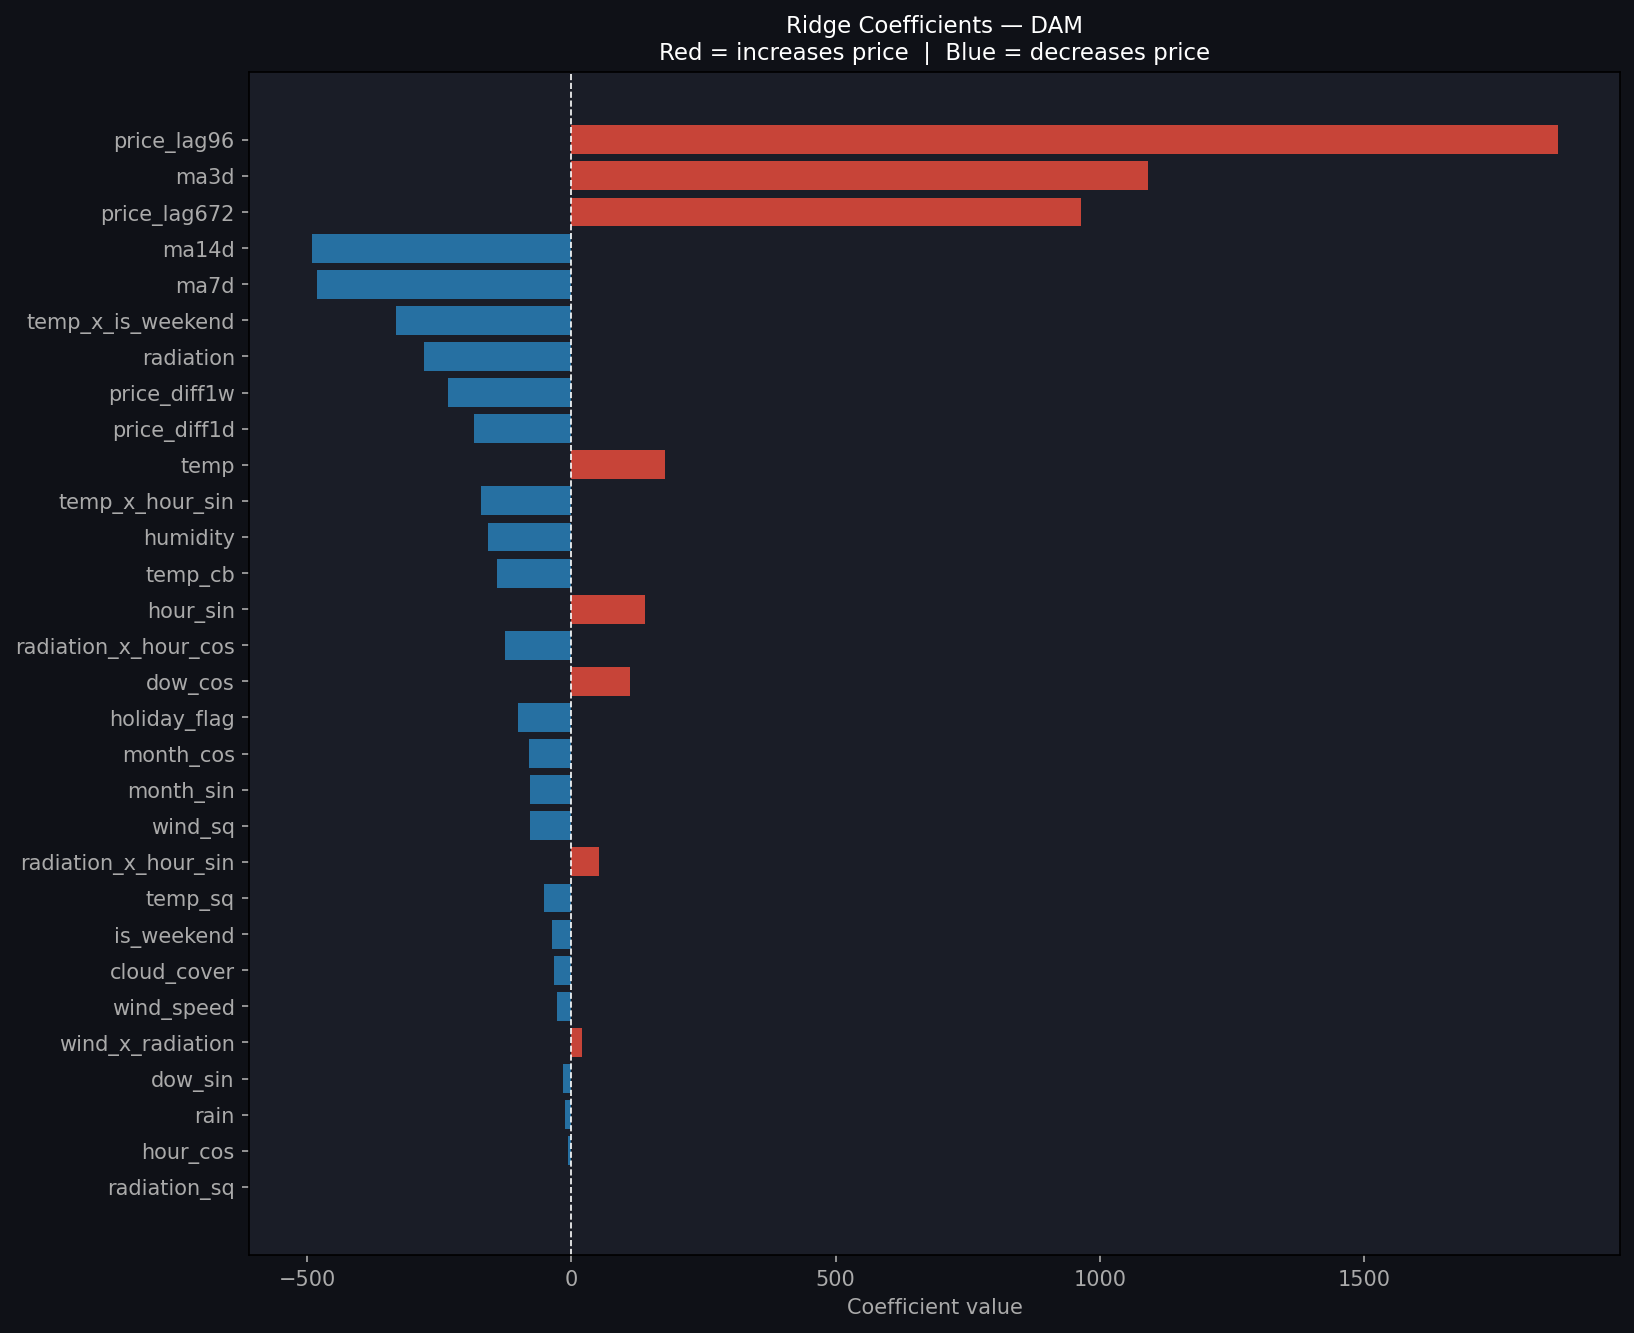 Ridge Coefficients — DAM
Red = increases price | Blue = decreases price
price_lag96
ma3d
price_lag672
ma14d
ma7d
temp_x_is_weekend
radiation
price_diff1w
price_diff1d
temp
temp_x_hour_sin
humidity
temp_cb
hour_sin
radiation_x_hour_cos
dow_cos
holiday_flag
month_cos
month_sin
wind_sq
radiation_x_hour_sin
temp_sq
is_weekend
cloud_cover
wind_speed
wind_x_radiation
dow_sin
rain
hour_cos
radiation_sq
−500 0 500 1000 1500
Coefficient value